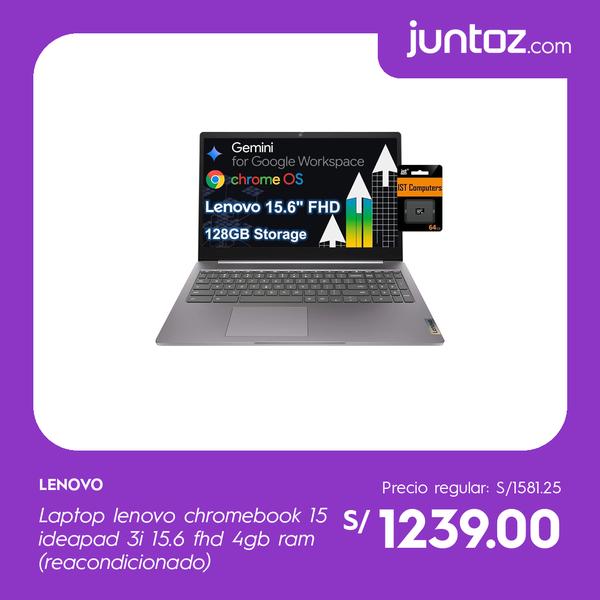 juntoz.com
Gemini
for Google Workspace
chrome OS
Lenovo 15.6" FHD
128GB Storage
IST Computers
64GB
LENOVO
Laptop lenovo chromebook 15
ideapad 3i 15.6 fhd 4gb ram
(reacondicionado)
Precio regular: S/1581.25
S/ 1239.00